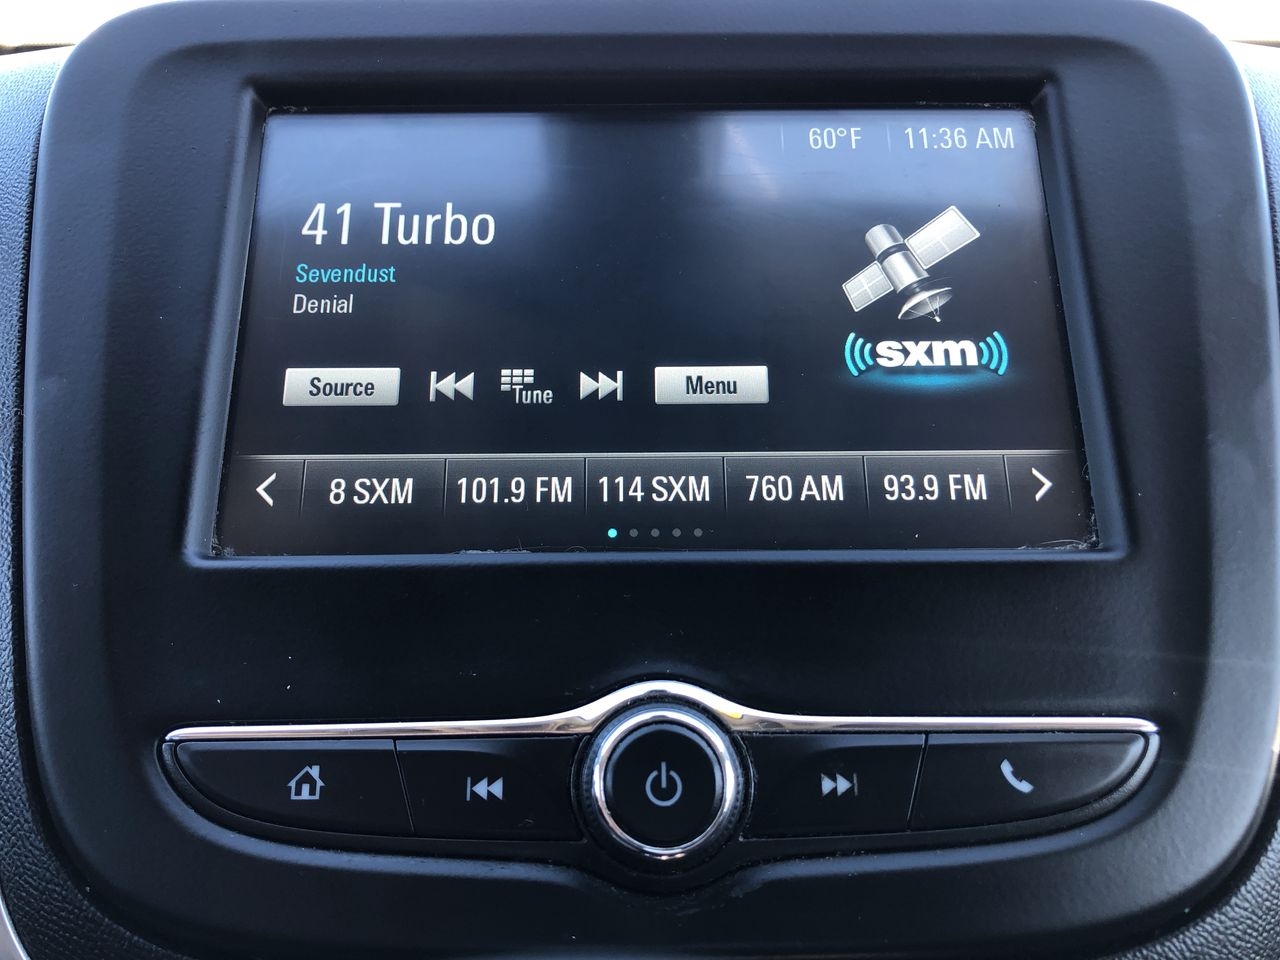 60°F 11:36 AM
41 Turbo
Sevendust
Denial
sxm
Source Tune Menu
8 SXM 101.9 FM 114 SXM 760 AM 93.9 FM